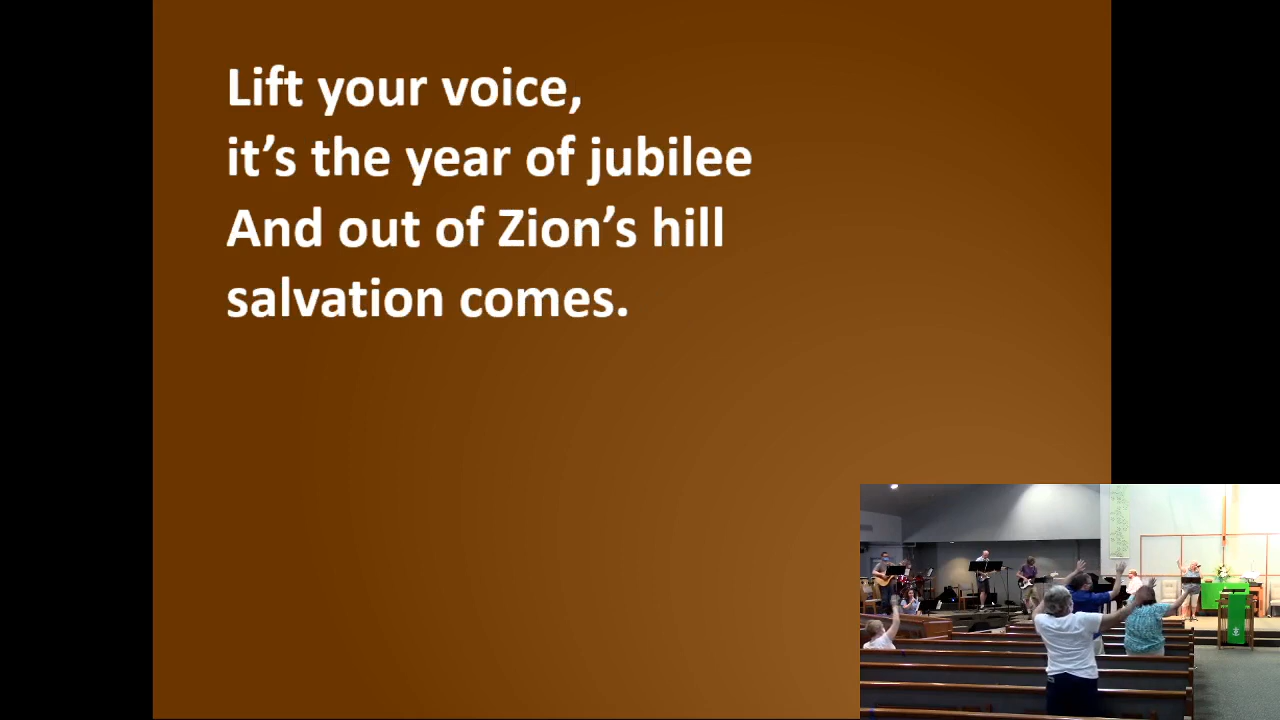 Lift your voice,
it’s the year of jubilee
And out of Zion’s hill
salvation comes.